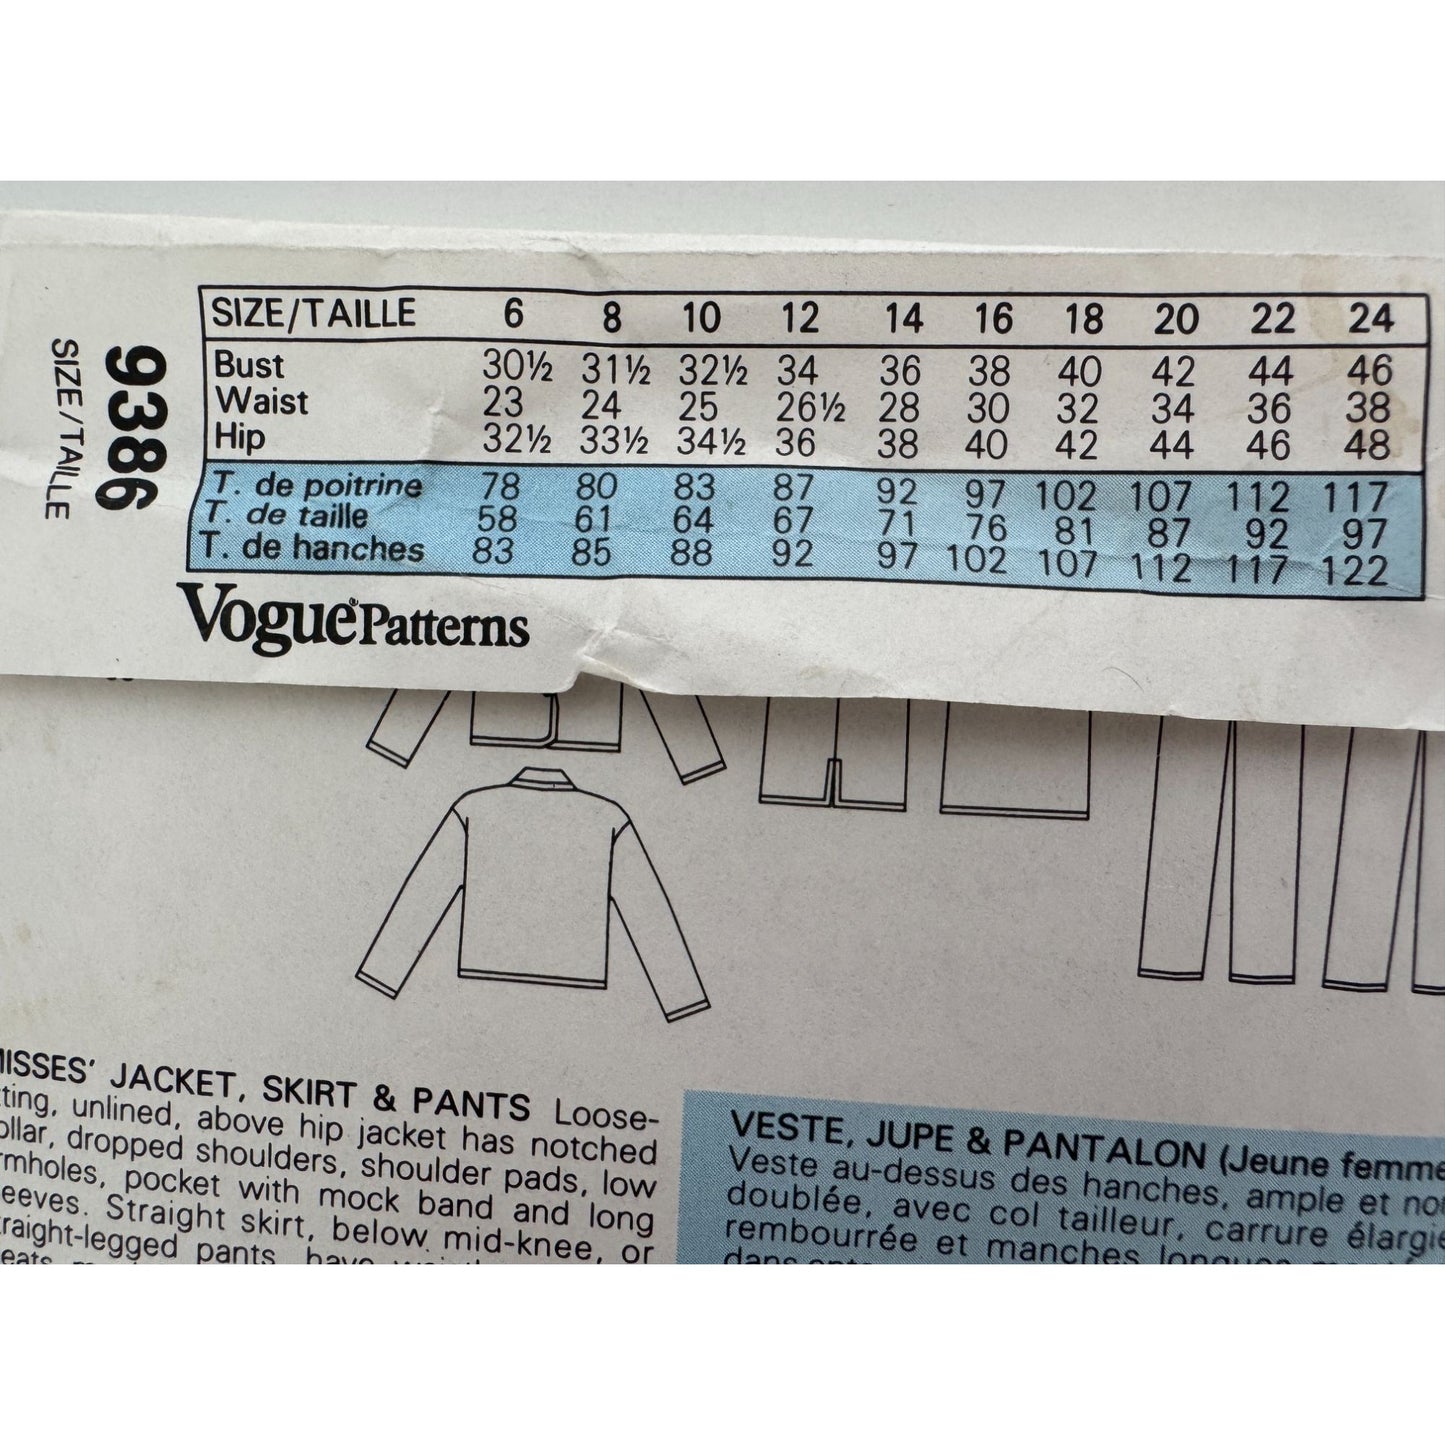 SIZE/TAILLE
9386
SIZE/TAILLE 6 8 10 12 14 16 18 20 22 24
Bust 30½ 31½ 32½ 34 36 38 40 42 44 46
Waist 23 24 25 26½ 28 30 32 34 36 38
Hip 32½ 33½ 34½ 36 38 40 42 44 46 48
T. de poitrine 78 80 83 87 92 97 102 107 112 117
T. de taille 58 61 64 67 71 76 81 87 92 97
T. de hanches 83 85 88 92 97 102 107 112 117 122
Vogue® Patterns
MISSES' JACKET, SKIRT & PANTS Loose-
tting, unlined, above hip jacket has notched
ollar, dropped shoulders, shoulder pads, low
rmholes, pocket with mock band and long
eeves. Straight skirt, below mid-knee, or
raight-legged pants, have
VESTE, JUPE & PANTALON (Jeune femme
Veste au-dessus des hanches, ample et no
doublée, avec col tailleur, carrure élargie
rembourrée et manches longues